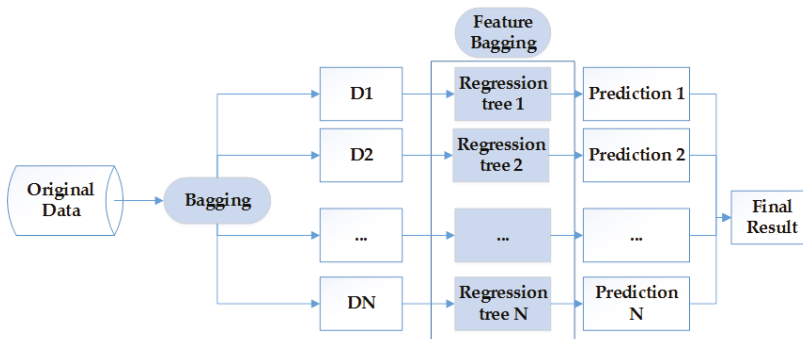 Feature
Bagging
D1
Regression
tree 1
Prediction 1
D2
Regression
tree 2
Prediction 2
Original
Data
Bagging
Final
Result
...
...
...
DN
Regression
tree N
Prediction
N